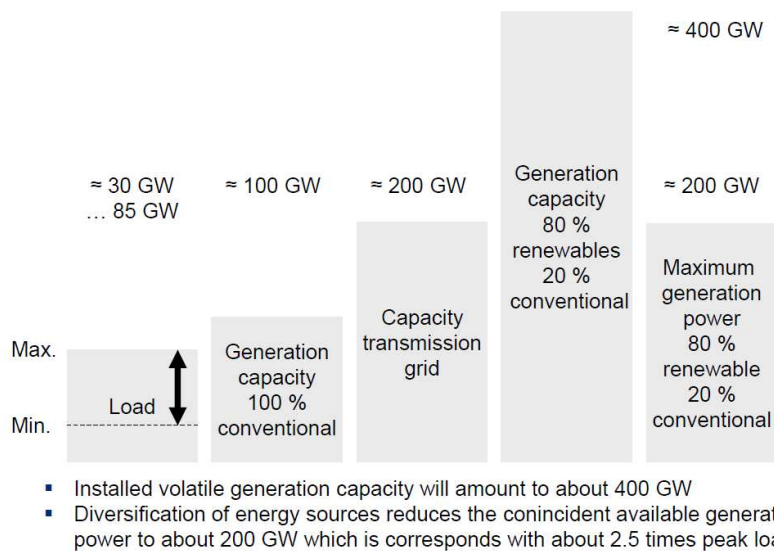 ≈ 400 GW
≈ 30 GW
… 85 GW
≈ 100 GW
≈ 200 GW
Generation
capacity
80 %
renewables
20 %
conventional
≈ 200 GW
Maximum
generation
power
80 %
renewable
20 %
conventional
Capacity
transmission
grid
Generation
capacity
100 %
conventional
Max.
Load
Min.
▪ Installed volatile generation capacity will amount to about 400 GW
▪ Diversification of energy sources reduces the conincident available
power to about 200 GW which is corresponds with about 2.5 times peak